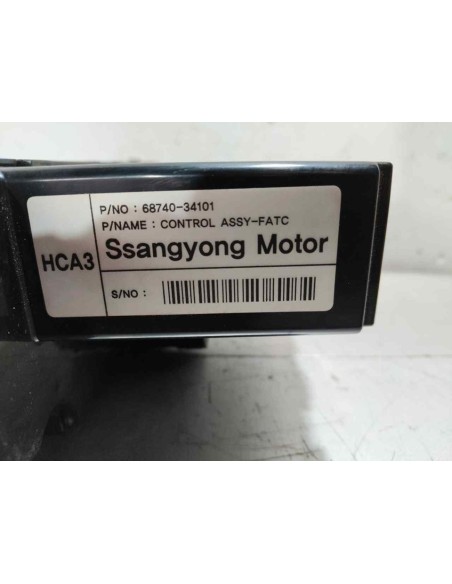 P/NO : 68740-34101
P/NAME : CONTROL ASSY-FATC
HCA3 Ssangyong Motor
S/NO :